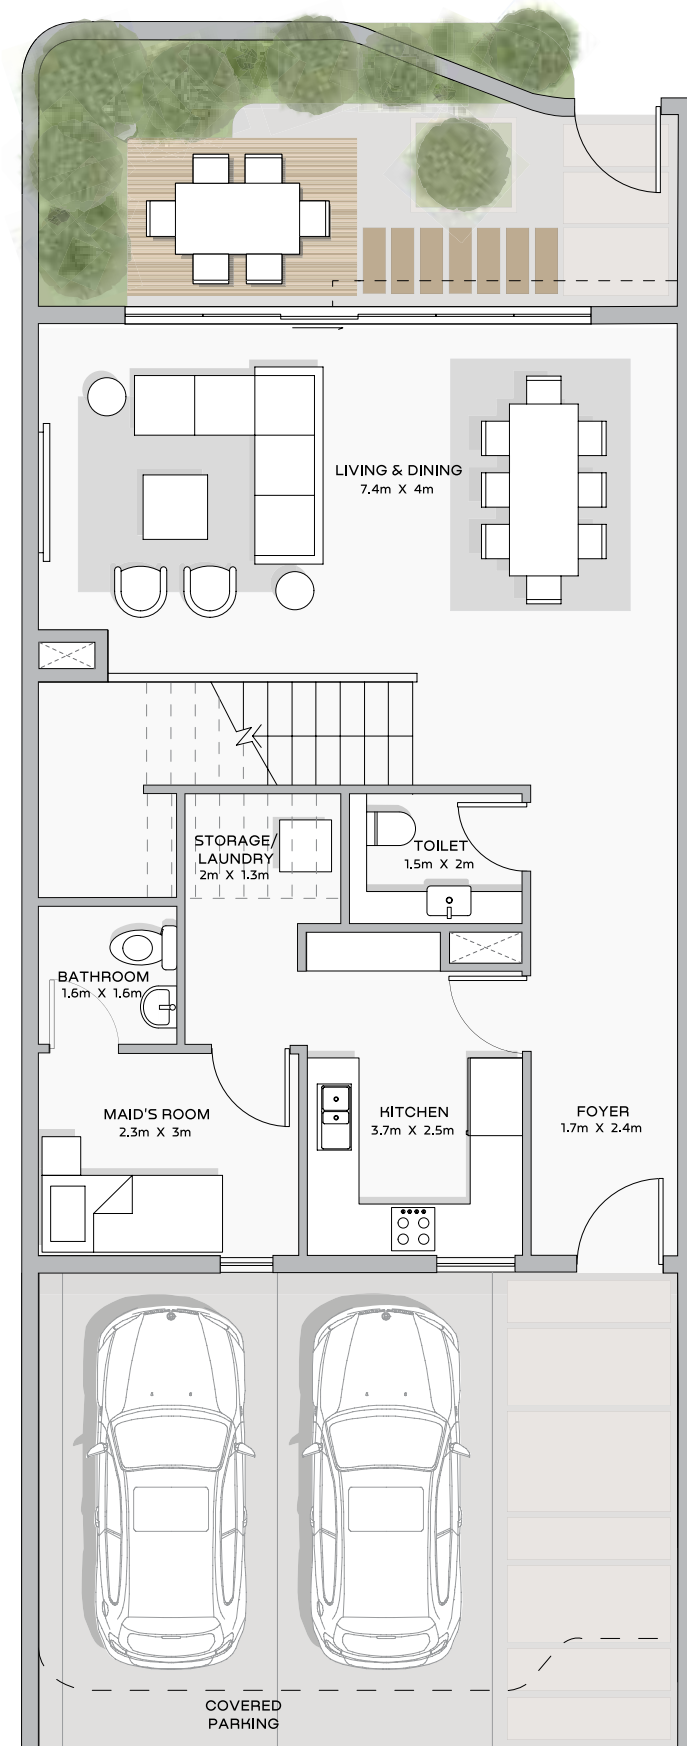 LIVING & DINING
7.4m X 4m
STORAGE/
LAUNDRY
2m X 1.3m
TOILET
1.5m X 2m
BATHROOM
1.6m X 1.6m
MAID'S ROOM
2.3m X 3m
KITCHEN
3.7m X 2.5m
FOYER
1.7m X 2.4m
COVERED
PARKING